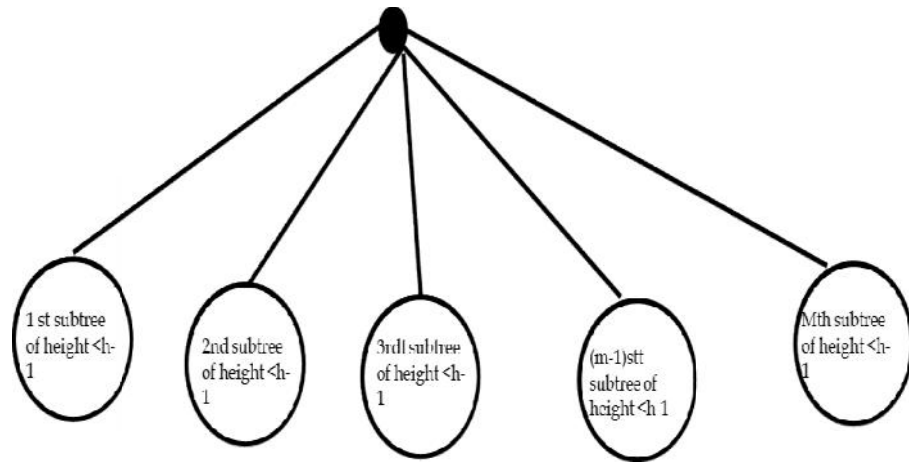 1 st subtree
of height <h-
1
2nd subtree
of height <h-
1
3rdl subtree
of height <h-
1
(m-1)stt
subtree of
height <h 1
Mth subtree
of height <h-
1